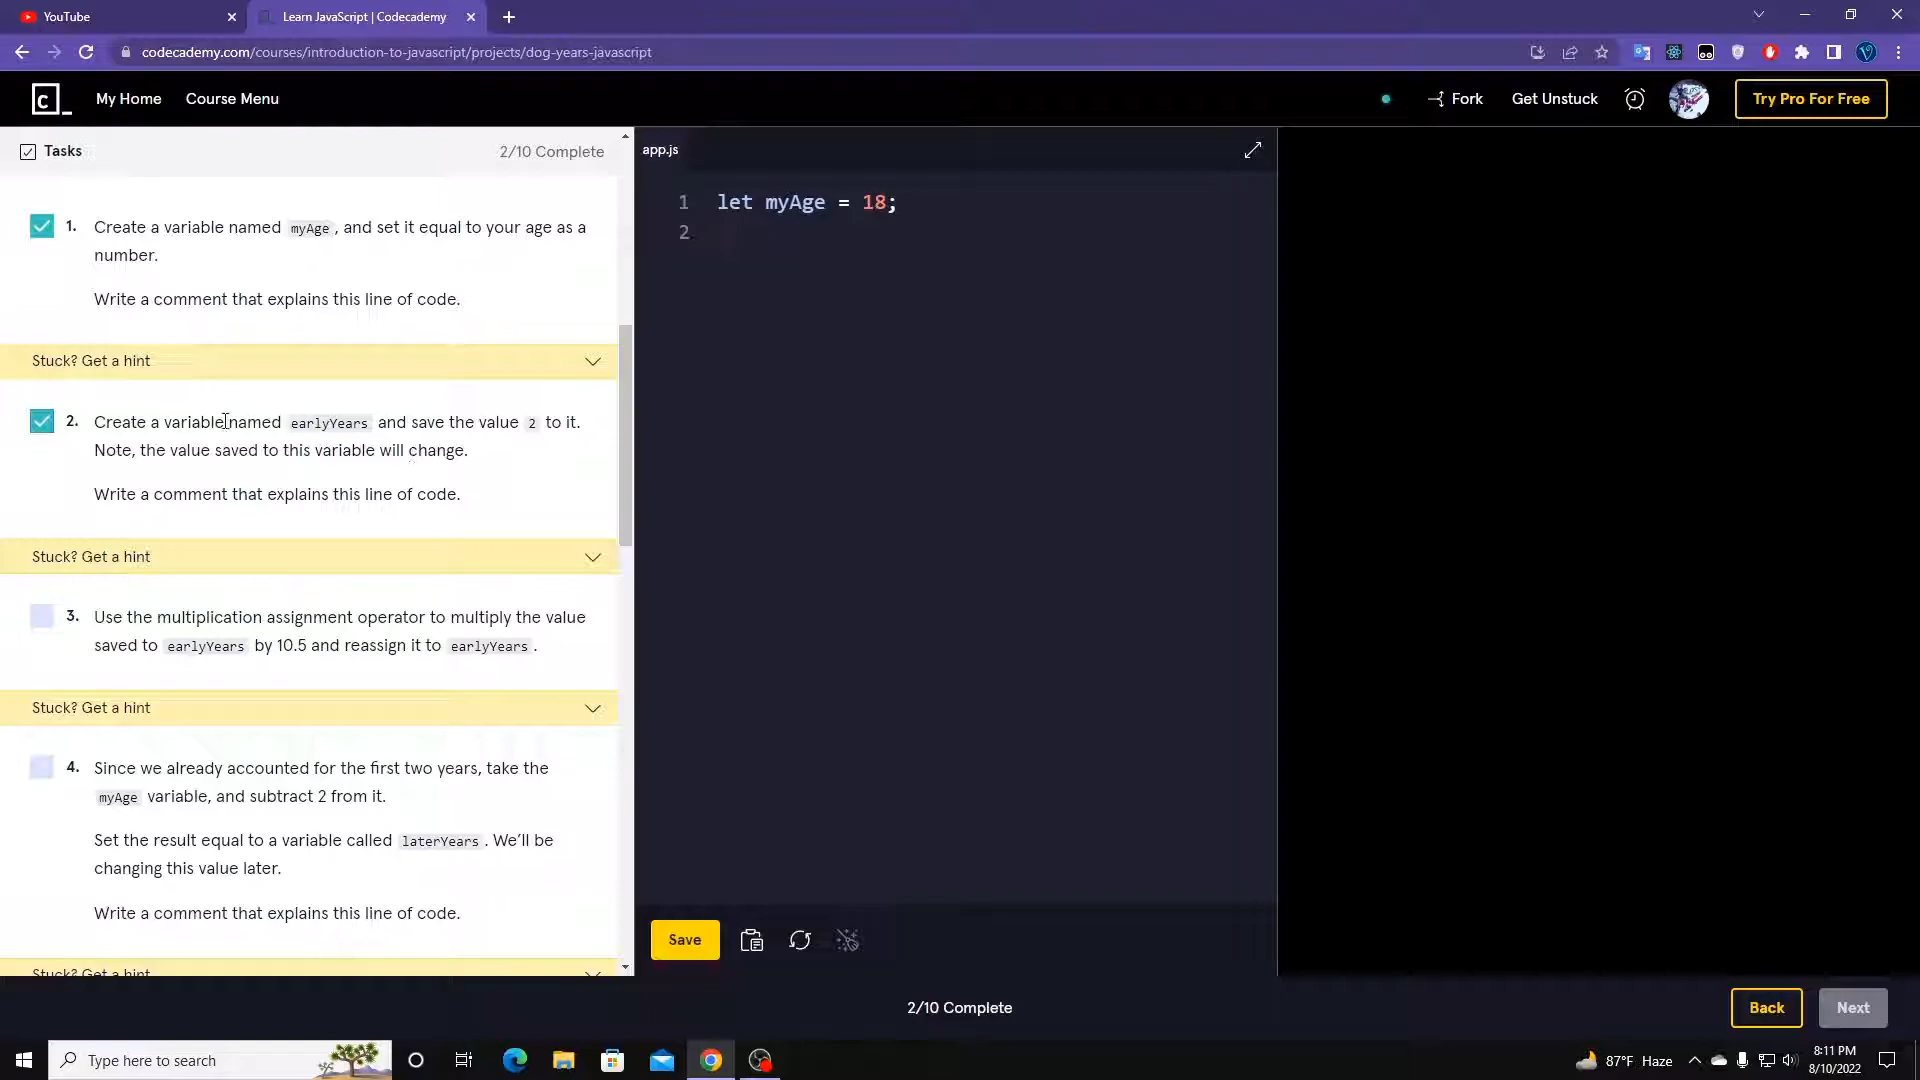 YouTube
Learn JavaScript | Codecademy
codecademy.com/courses/introduction-to-javascript/projects/dog-years-javascript
My Home Course Menu
Fork Get Unstuck Try Pro For Free
Tasks 2/10 Complete
1. Create a variable named myAge, and set it equal to your age as a
number.
Write a comment that explains this line of code.
Stuck? Get a hint
2. Create a variable named earlyYears and save the value 2 to it.
Note, the value saved to this variable will change.
Write a comment that explains this line of code.
Stuck? Get a hint
3. Use the multiplication assignment operator to multiply the value
saved to earlyYears by 10.5 and reassign it to earlyYears.
Stuck? Get a hint
4. Since we already accounted for the first two years, take the
myAge variable, and subtract 2 from it.
Set the result equal to a variable called laterYears. We'll be
changing this value later.
Write a comment that explains this line of code.
Stuck? Get a hint
app.js
1 let myAge = 18;
2
Save
2/10 Complete
Back Next
Type here to search
87°F Haze
8:11 PM
8/10/2022